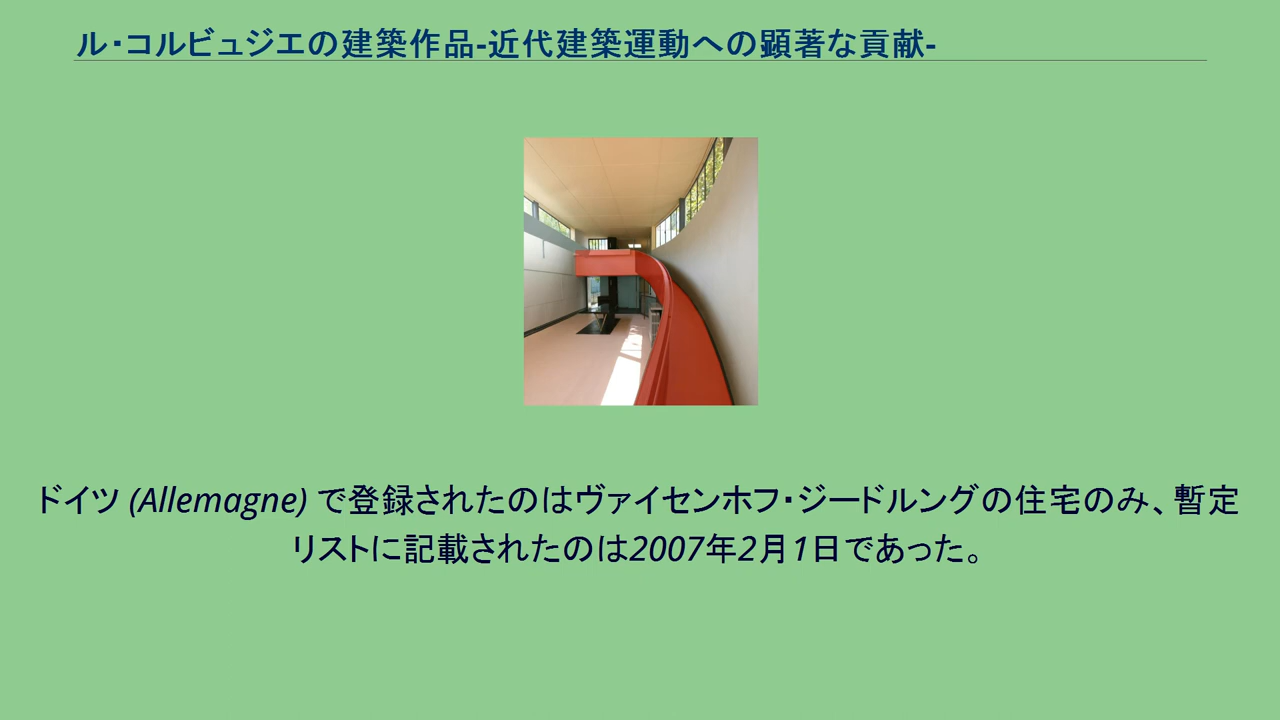 ル・コルビュジエの建築作品-近代建築運動への顕著な貢献-
ドイツ (Allemagne) で登録されたのはヴァイセンホフ・ジードルングの住宅のみ、暫定
リストに記載されたのは2007年2月1日であった。